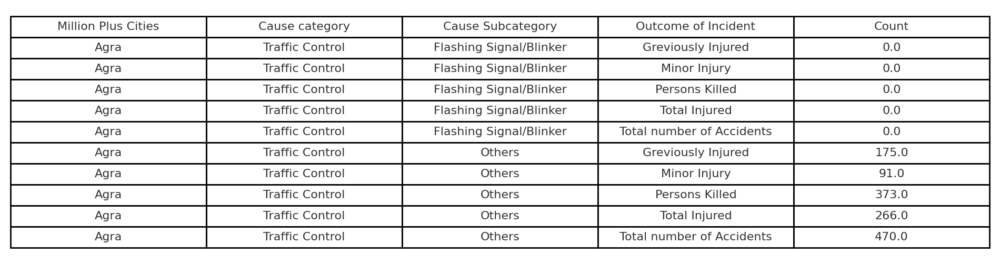 Million Plus Cities Cause category Cause Subcategory Outcome of Incident Count
Agra Traffic Control Flashing Signal/Blinker Greviously Injured 0.0
Agra Traffic Control Flashing Signal/Blinker Minor Injury 0.0
Agra Traffic Control Flashing Signal/Blinker Persons Killed 0.0
Agra Traffic Control Flashing Signal/Blinker Total Injured 0.0
Agra Traffic Control Flashing Signal/Blinker Total number of Accidents 0.0
Agra Traffic Control Others Greviously Injured 175.0
Agra Traffic Control Others Minor Injury 91.0
Agra Traffic Control Others Persons Killed 373.0
Agra Traffic Control Others Total Injured 266.0
Agra Traffic Control Others Total number of Accidents 470.0